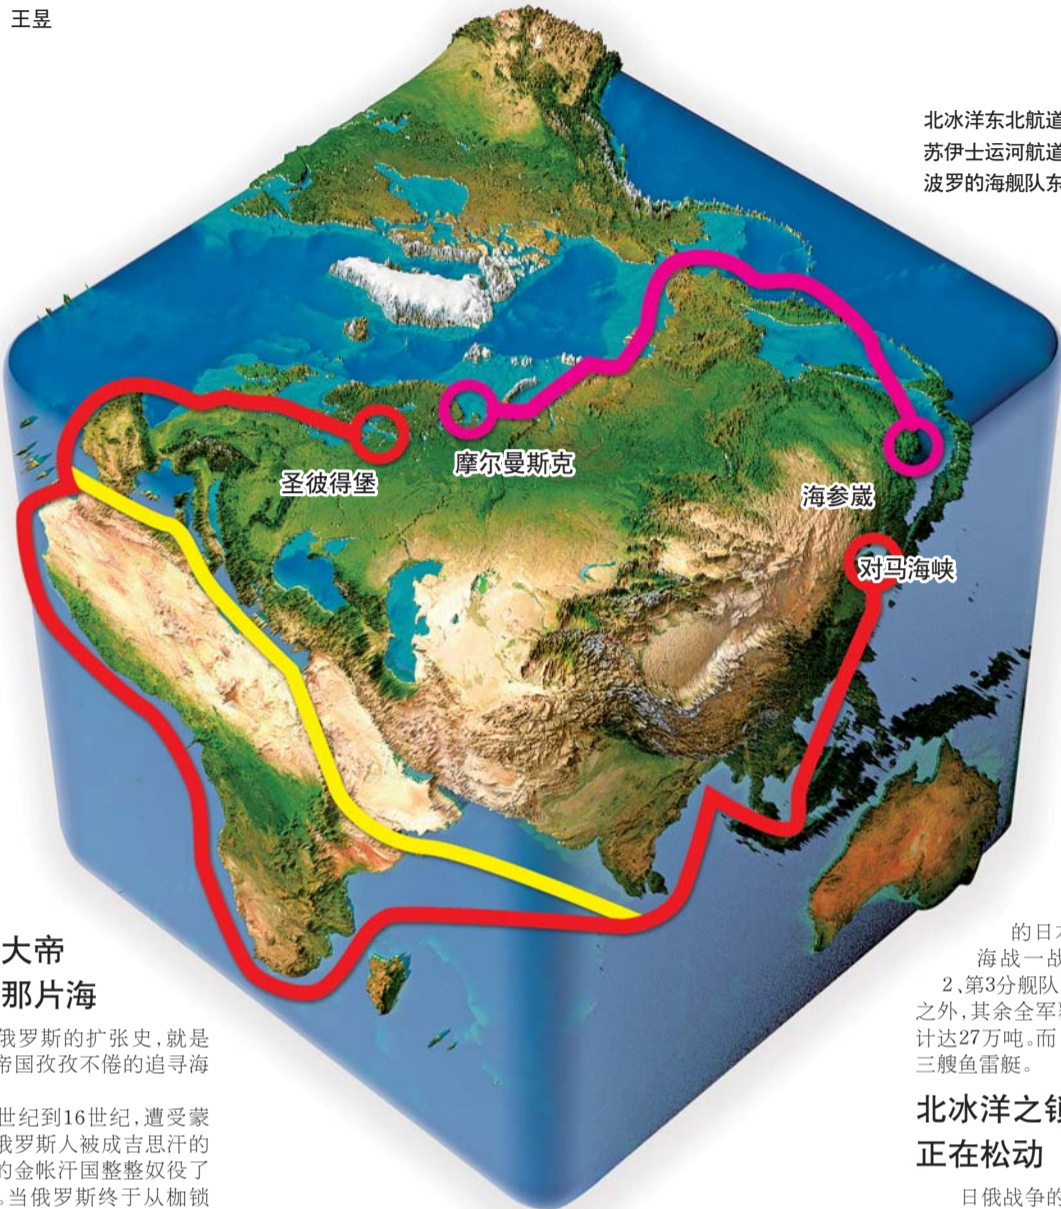 王昱
北冰洋东北航道
苏伊士运河航道
波罗的海舰队东
圣彼得堡
摩尔曼斯克
海参崴
对马海峡
大帝
那片海
俄罗斯的扩张史,就是
帝国孜孜不倦的追寻海
世纪到16世纪,遭受蒙
俄罗斯人被成吉思汗的
的金帐汗国整整奴役了
。当俄罗斯终于从枷锁
的日本
海战一战
2、第3分舰队
之外,其余全军
计达27万吨。而
三艘鱼雷艇。
北冰洋之锁
正在松动
日俄战争的